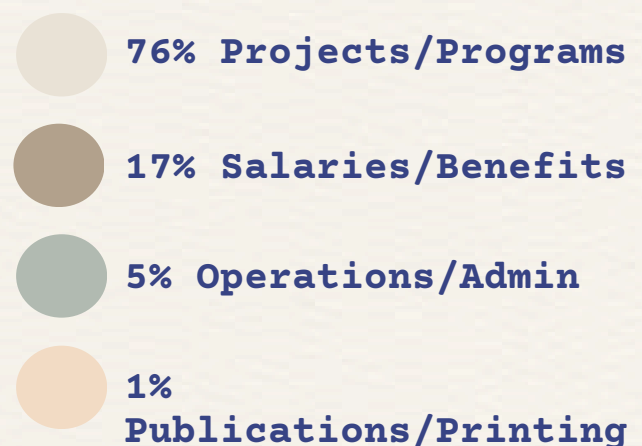 76% Projects/Programs
17% Salaries/Benefits
5% Operations/Admin
1%
Publications/Printing